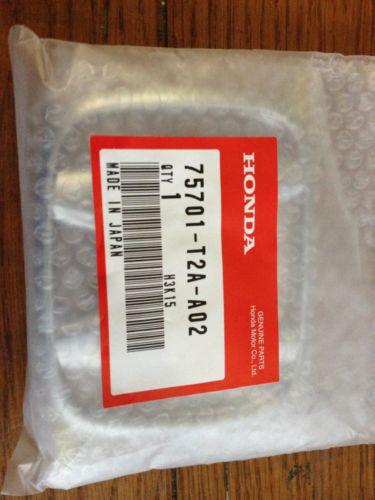 HONDA
GENUINE PARTS
Honda Motor Co., Ltd.
75701-T2A-A02
QTY
1
H3K15
MADE IN JAPAN